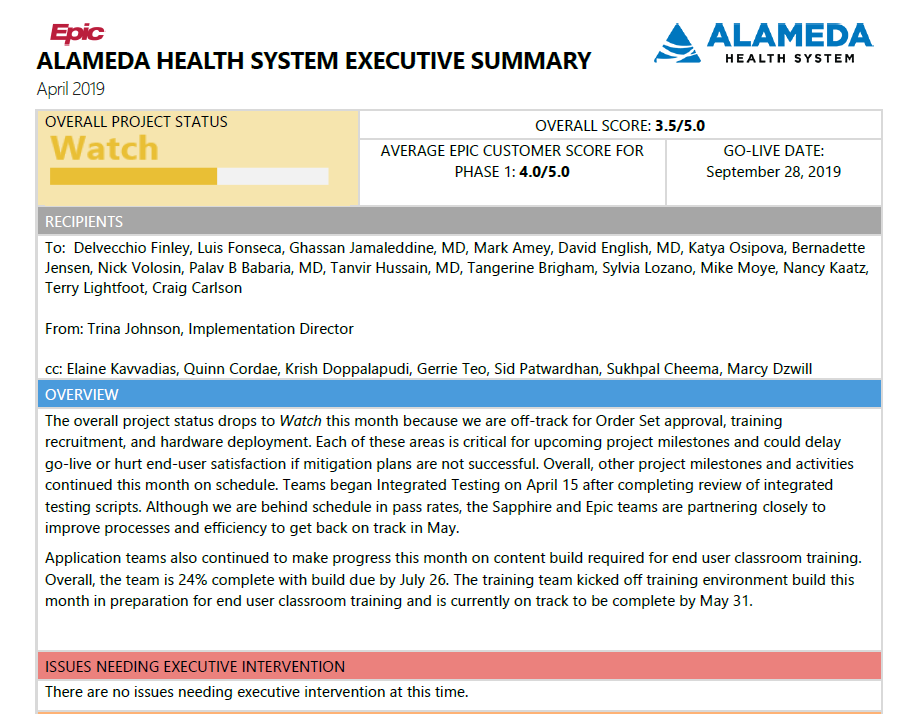 Epic
ALAMEDA HEALTH SYSTEM EXECUTIVE SUMMARY
April 2019
ALAMEDA
HEALTH SYSTEM
OVERALL PROJECT STATUS
Watch
OVERALL SCORE: 3.5/5.0
AVERAGE EPIC CUSTOMER SCORE FOR
PHASE 1: 4.0/5.0
GO-LIVE DATE:
September 28, 2019
RECIPIENTS
To: Delvecchio Finley, Luis Fonseca, Ghassan Jamaleddine, MD, Mark Amey, David English, MD, Katya Osipova, Bernadette
Jensen, Nick Volosin, Palav B Babaria, MD, Tanvir Hussain, MD, Tangerine Brigham, Sylvia Lozano, Mike Moye, Nancy Kaatz,
Terry Lightfoot, Craig Carlson
From: Trina Johnson, Implementation Director
cc: Elaine Kavvadias, Quinn Cordae, Krish Doppalapudi, Gerrie Teo, Sid Patwardhan, Sukhpal Cheema, Marcy Dzwill
OVERVIEW
The overall project status drops to Watch this month because we are off-track for Order Set approval, training
recruitment, and hardware deployment. Each of these areas is critical for upcoming project milestones and could delay
go-live or hurt end-user satisfaction if mitigation plans are not successful. Overall, other project milestones and activities
continued this month on schedule. Teams began Integrated Testing on April 15 after completing review of integrated
testing scripts. Although we are behind schedule in pass rates, the Sapphire and Epic teams are partnering closely to
improve processes and efficiency to get back on track in May.
Application teams also continued to make progress this month on content build required for end user classroom training.
Overall, the team is 24% complete with build due by July 26. The training team kicked off training environment build this
month in preparation for end user classroom training and is currently on track to be complete by May 31.
ISSUES NEEDING EXECUTIVE INTERVENTION
There are no issues needing executive intervention at this time.